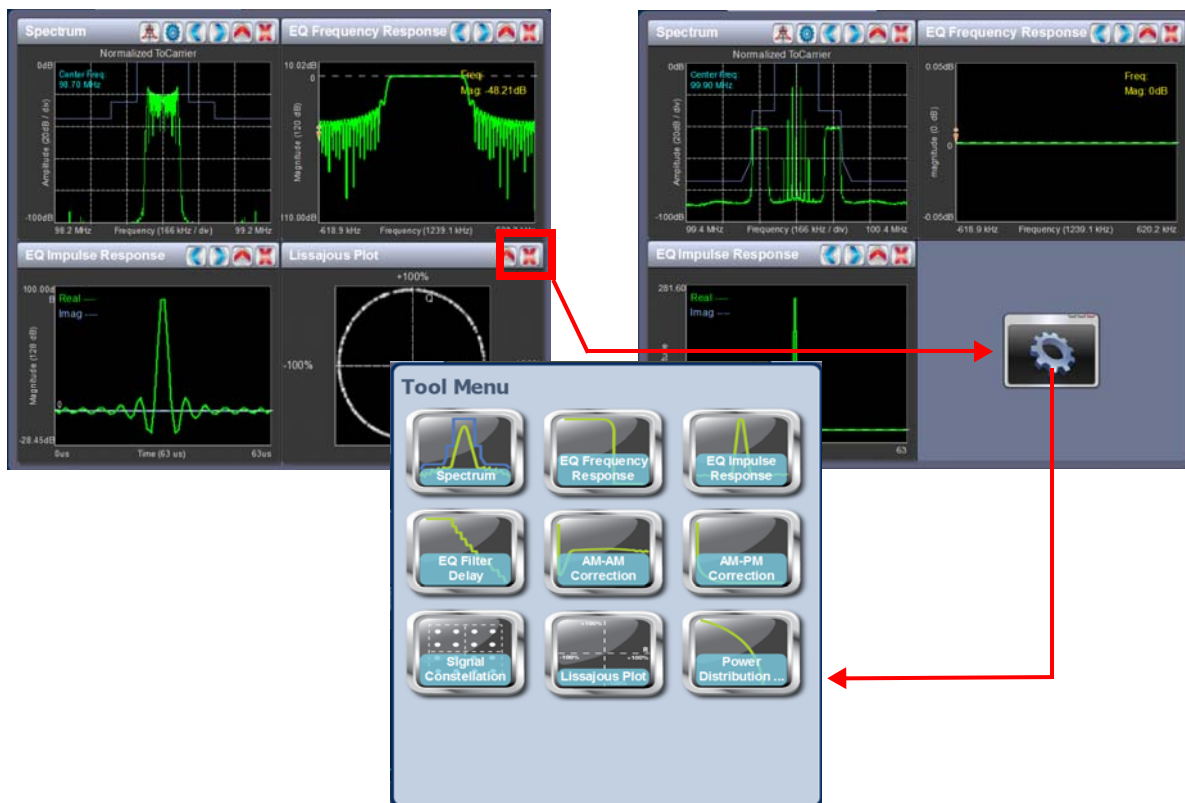 Spectrum
Normalized ToCarrier
0dB
Center Freq:
98.70 MHz
Amplitude (20dB / div)
-100dB
98.2 MHz
Frequency (166 kHz / div)
99.2 MHz
EQ Frequency Response
10.02dB
0
Freq:
Mag: -48.21dB
Magnitude (120 dB)
110.00dB
-618.9 kHz
Frequency (1239.1 kHz)
EQ Impulse Response
100.00d
B
Real ----
Imag ----
Magnitude (128 dB)
0
-28.45dB
0us
Time (63 us)
63us
Lissajous Plot
+100%
Q
-100%
Spectrum
Normalized ToCarrier
0dB
Center Freq:
99.90 MHz
Amplitude (20dB / div)
-100dB
99.4 MHz
Frequency (166 kHz / div)
100.4 MHz
EQ Frequency Response
0.05dB
Freq:
Mag: 0dB
magnitude (0. dB)
0
-0.05dB
-618.9 kHz
Frequency (1239.1 kHz)
620.2 kHz
EQ Impulse Response
281.60
Real ----
Imag ----
63
Tool Menu
Spectrum
EQ Frequency
Response
EQ Impulse
Response
EQ Filter
Delay
AM-AM
Correction
AM-PM
Correction
Signal
Constellation
+100%
-100%
+100%
Lissajous Plot
Power
Distribution ...